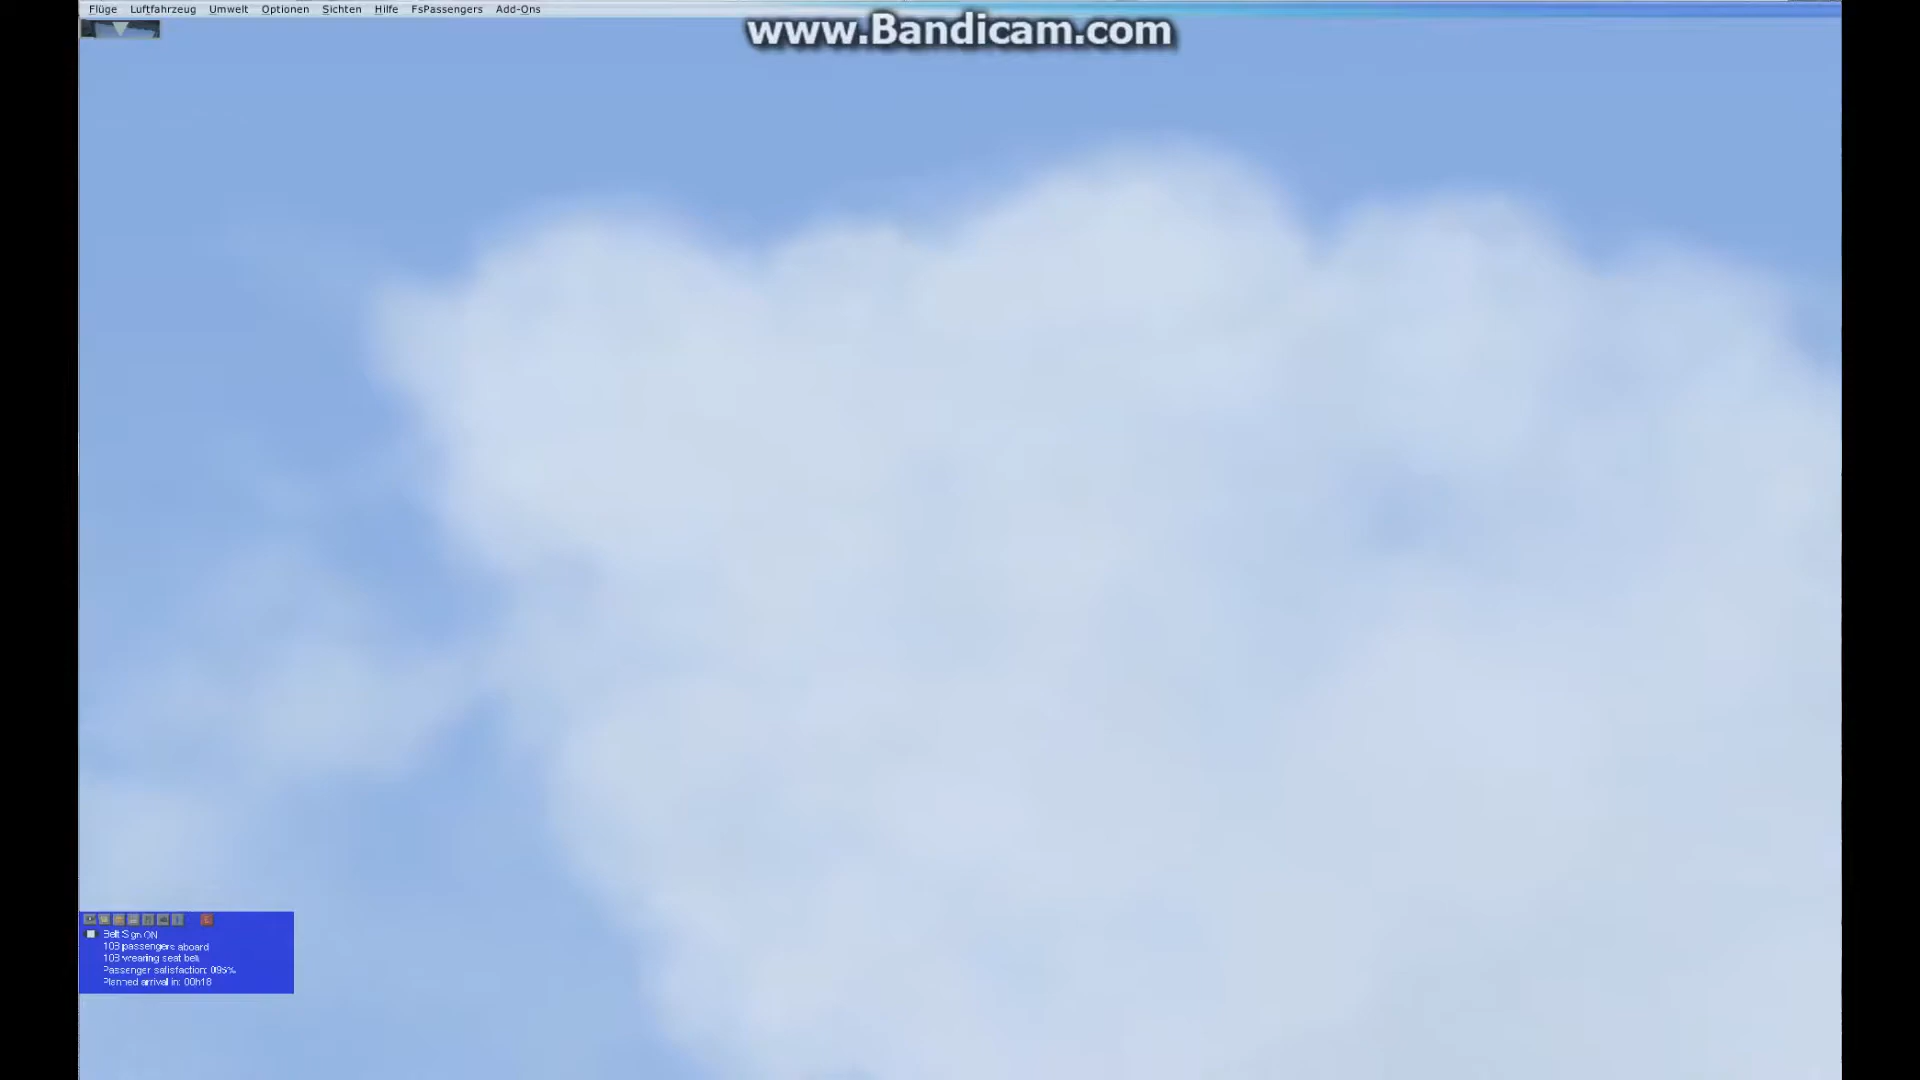 Flüge Luftfahrzeug Umwelt Optionen Sichten Hilfe FsPassengers Add-Ons
www.Bandicam.com
Belt Sign ON
103 passengers aboard
103 wearing seat belt
Passenger satisfaction: 095%
Planned arrival in: 00h18